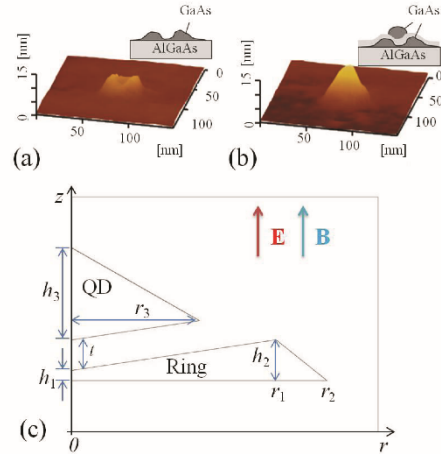 GaAs
AlGaAs
15 [nm]
0
0
50
100
50
100
[nm]
(a)
GaAs
AlGaAs
15 [nm]
0
0
50
100
50
100
[nm]
(b)
z
E
B
QD
h3
r3
t
h2
h1
Ring
r1
r2
(c)
0
r